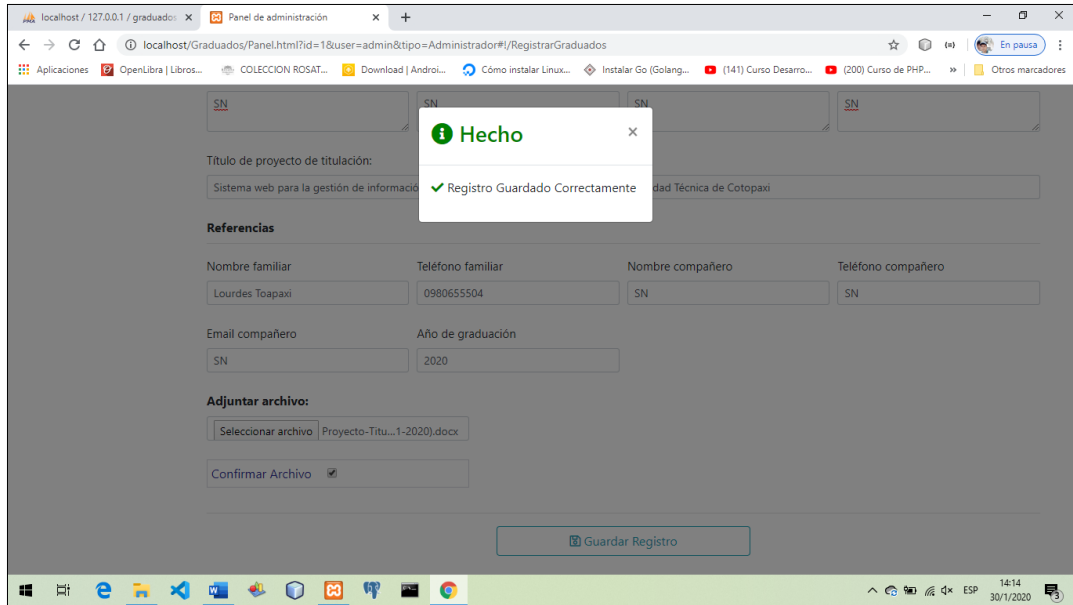 localhost / 127.0.0.1 / graduados
Panel de administración
localhost/Graduados/Panel.html?id=1&user=admin&tipo=Administrador#!/RegistrarGraduados
En pausa
Aplicaciones
OpenLibra | Libros...
COLECCION ROSAT...
Download | Androi...
Cómo instalar Linux...
Instalar Go (Golang...
(141) Curso Desarro...
(200) Curso de PHP...
Otros marcadores
SN SN SN SN
Hecho
Registro Guardado Correctamente
Título de proyecto de titulación:
Sistema web para la gestión de informació dad Técnica de Cotopaxi
Referencias
Nombre familiar Teléfono familiar Nombre compañero Teléfono compañero
Lourdes Toapaxi 0980655504 SN SN
Email compañero Año de graduación
SN 2020
Adjuntar archivo:
Seleccionar archivo Proyecto-Titu...1-2020).docx
Confirmar Archivo
Guardar Registro
ESP
14:14
30/1/2020
3